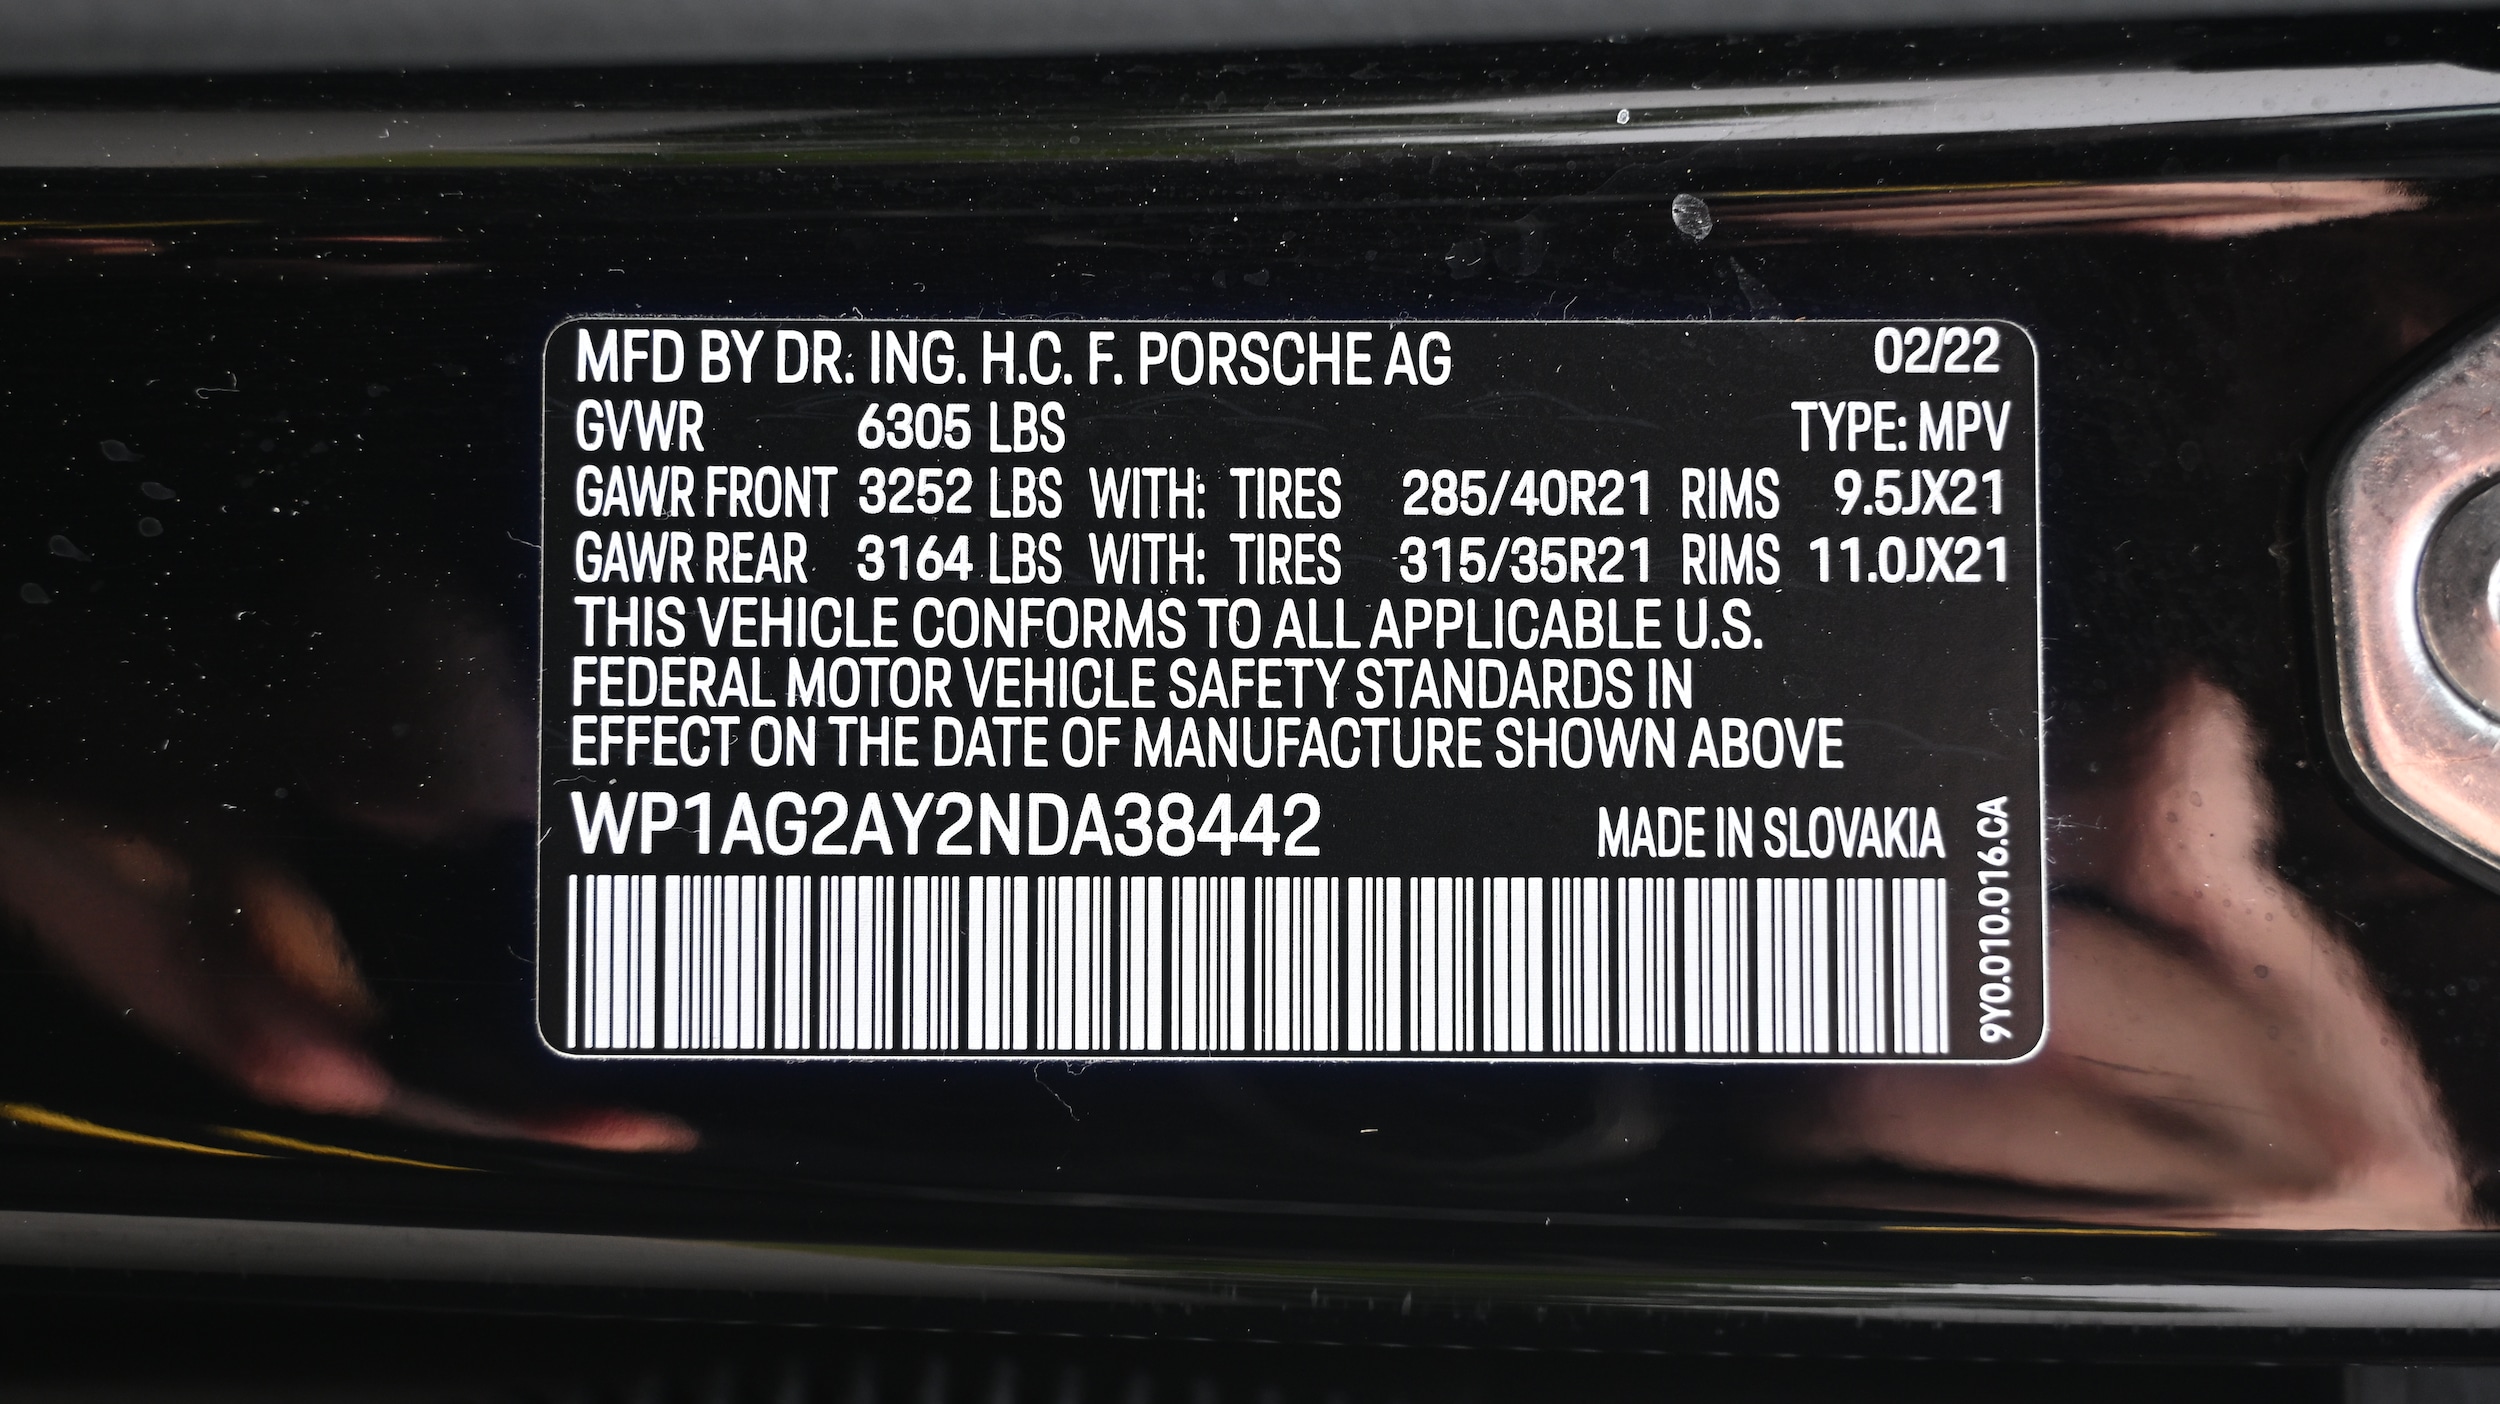 MFD BY DR. ING. H.C. F. PORSCHE AG 02/22
GVWR 6305 LBS TYPE: MPV
GAWR FRONT 3252 LBS WITH: TIRES 285/40R21 RIMS 9.5JX21
GAWR REAR 3164 LBS WITH: TIRES 315/35R21 RIMS 11.0JX21
THIS VEHICLE CONFORMS TO ALL APPLICABLE U.S.
FEDERAL MOTOR VEHICLE SAFETY STANDARDS IN
EFFECT ON THE DATE OF MANUFACTURE SHOWN ABOVE
WP1AG2AY2NDA38442 MADE IN SLOVAKIA
9Y0.010.016.CA